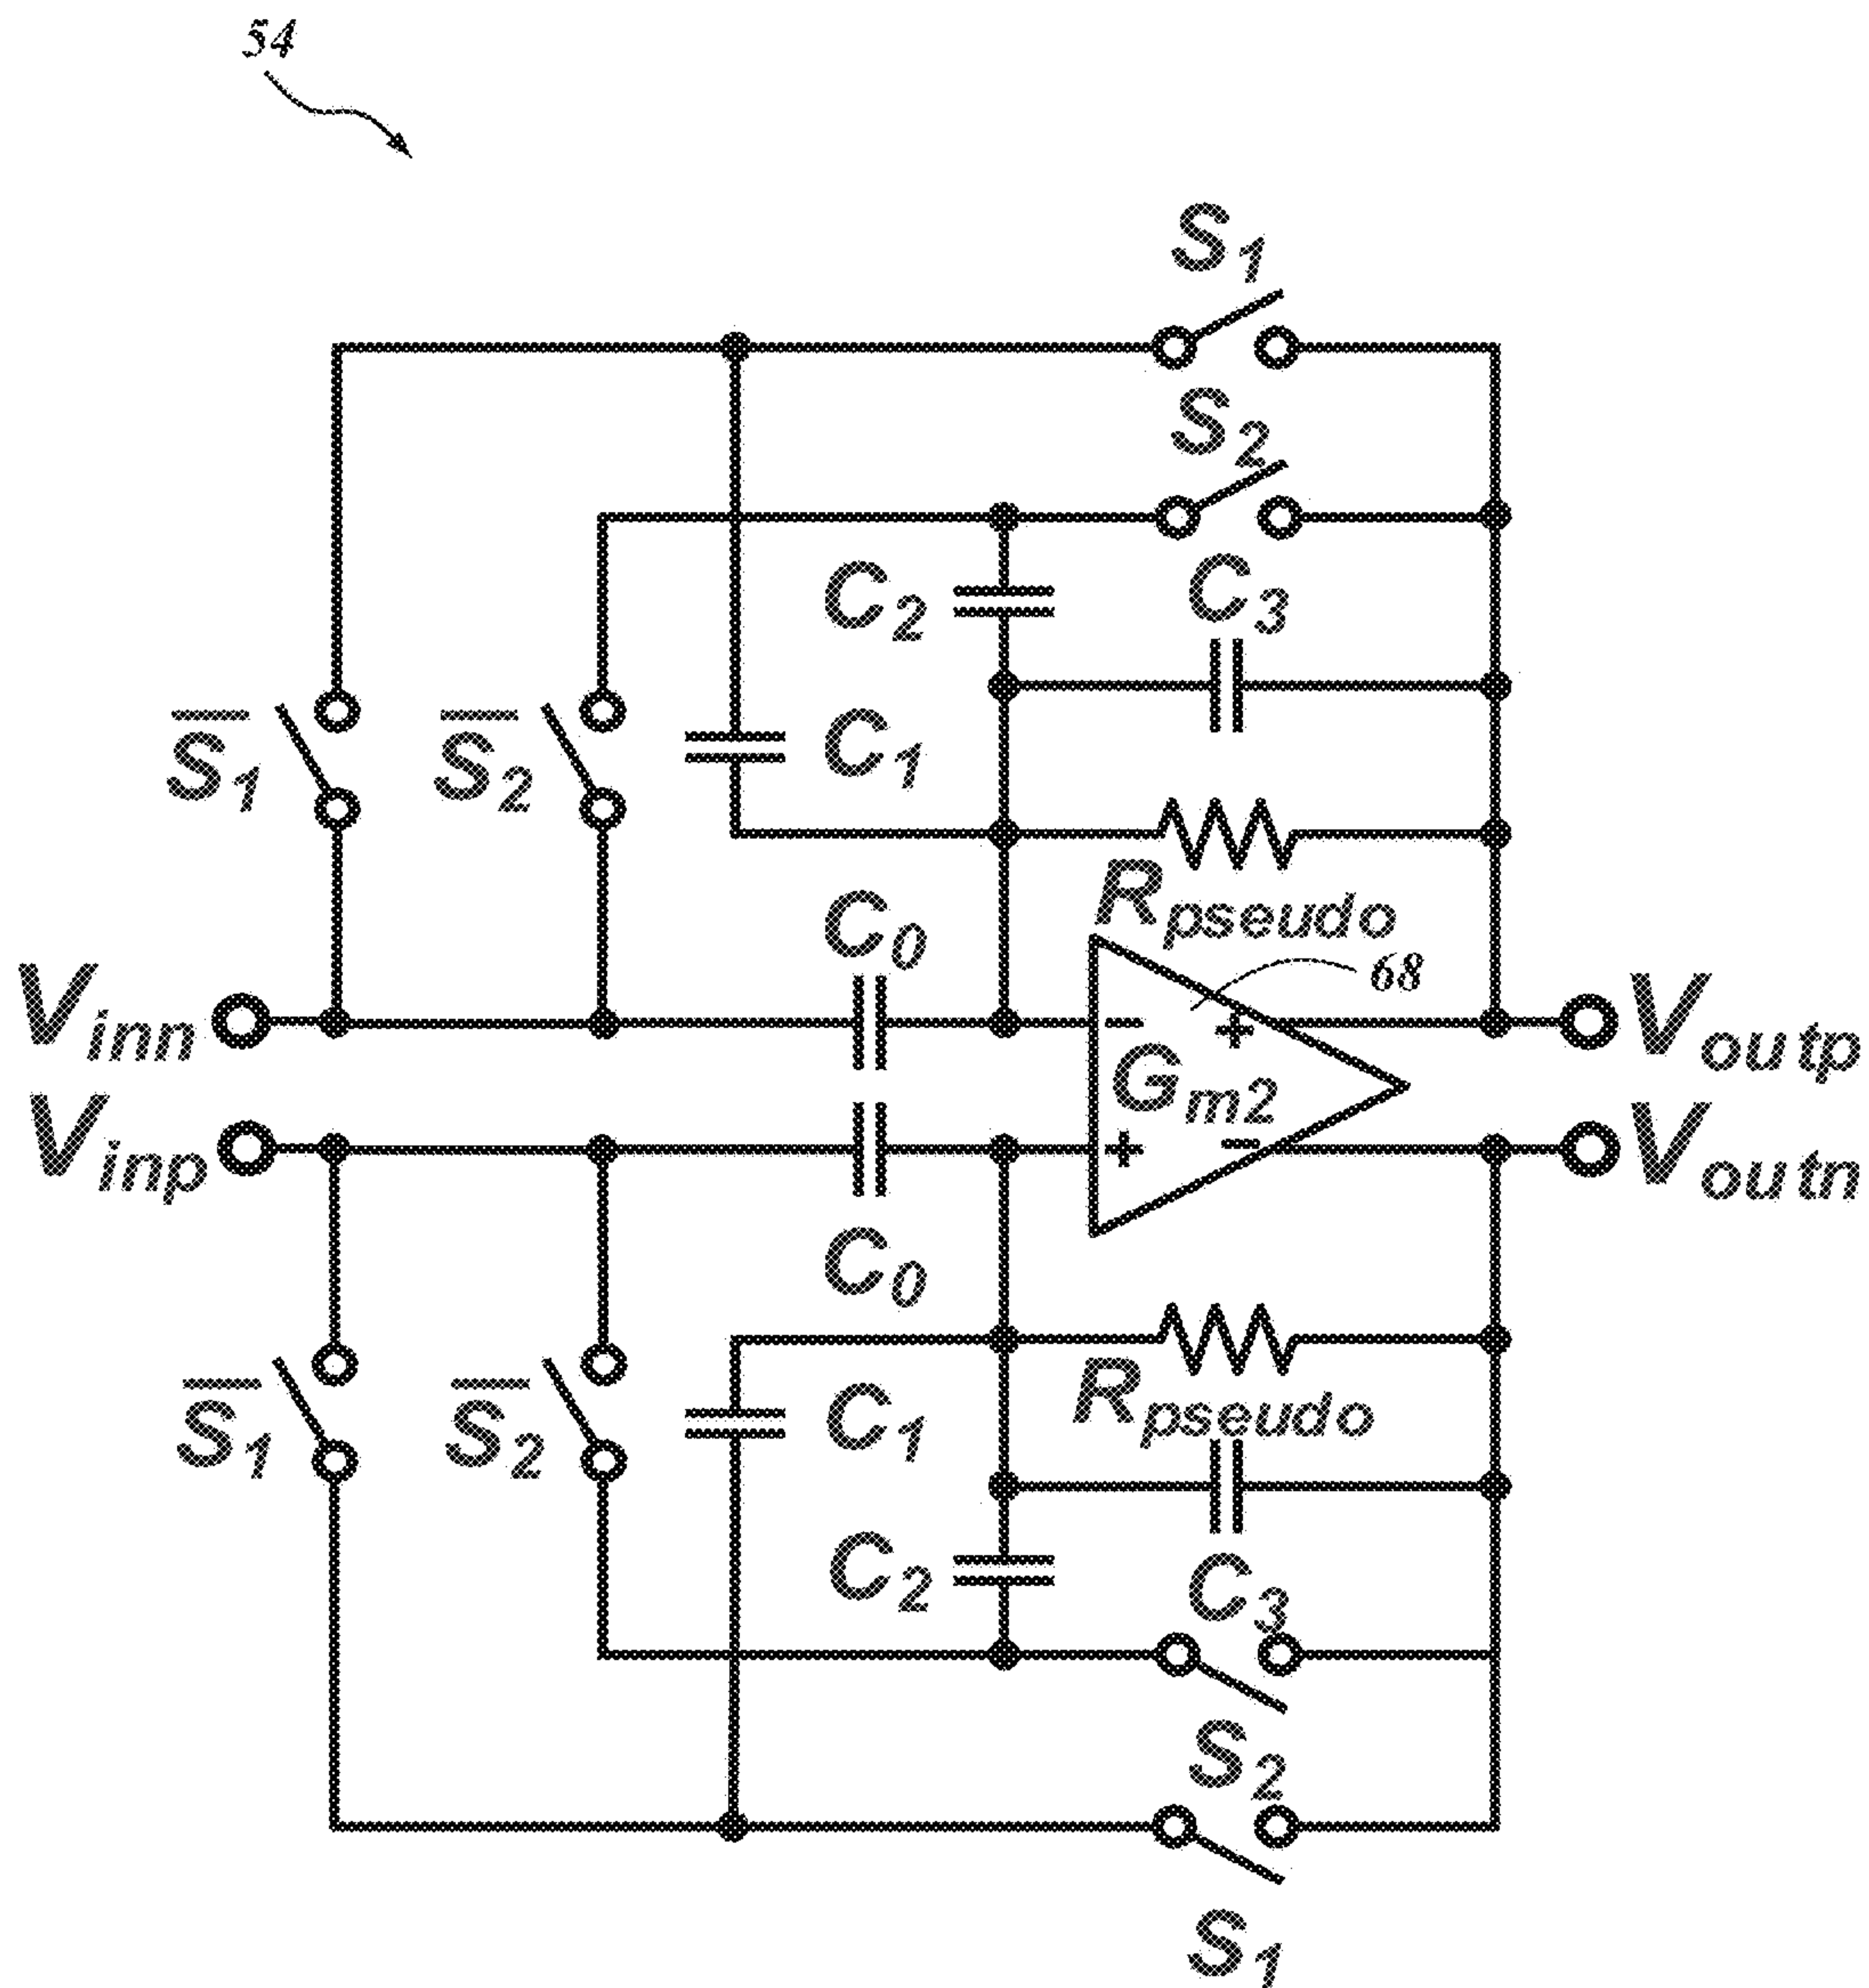 54
S1
S2
C2
C3
S̅1
S̅2
C1
C0
Rpseudo
68
Vinn
+
-
Gm2
Voutp
Vinp
+
-
Voutn
C0
S̅1
S̅2
C1
Rpseudo
C2
C3
S2
S1